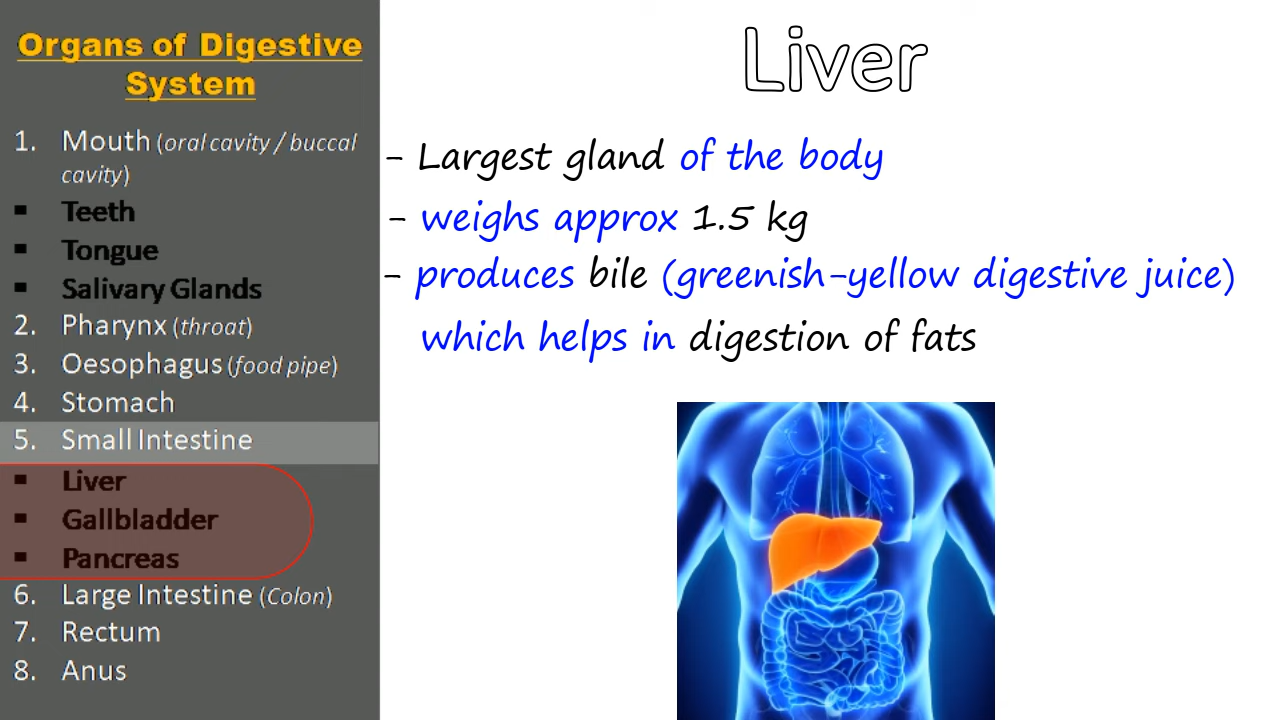 Organs of Digestive
System
1. Mouth (oral cavity / buccal
cavity)
▪ Teeth
▪ Tongue
▪ Salivary Glands
2. Pharynx (throat)
3. Oesophagus (food pipe)
4. Stomach
5. Small Intestine
▪ Liver
▪ Gallbladder
▪ Pancreas
6. Large Intestine (Colon)
7. Rectum
8. Anus
Liver
- Largest gland of the body
- weighs approx 1.5 kg
- produces bile (greenish-yellow digestive juice)
which helps in digestion of fats